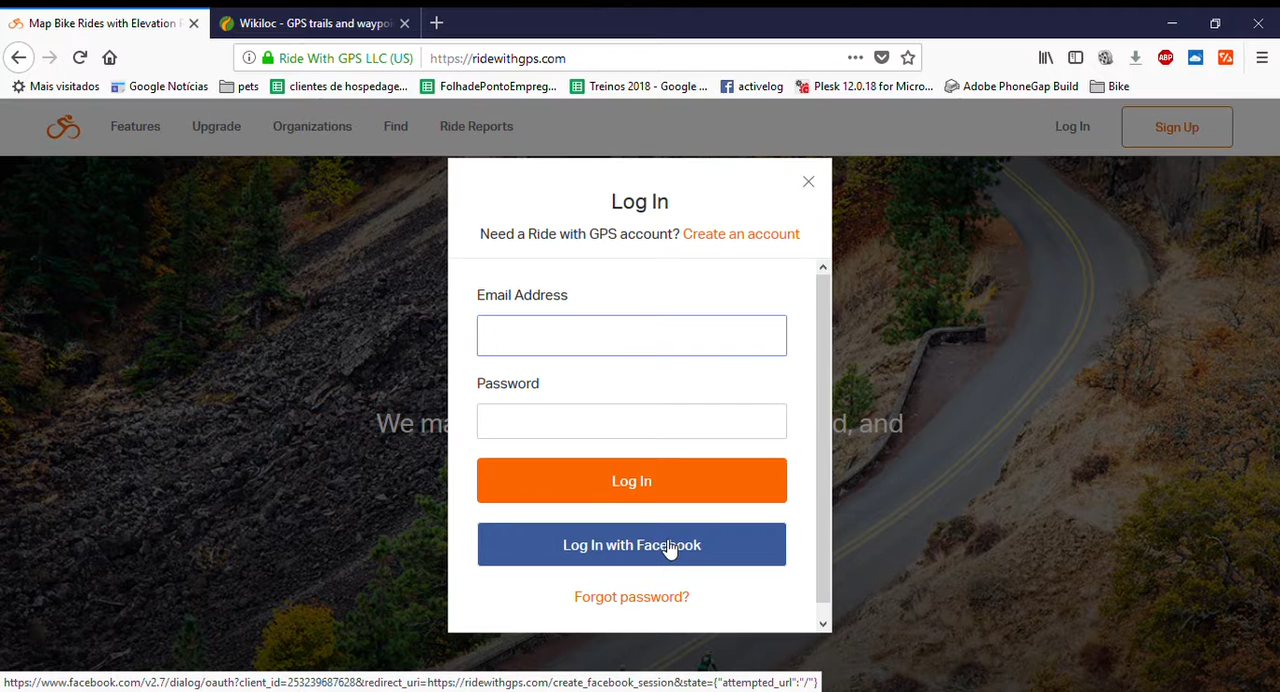 Map Bike Rides with Elevation
Wikiloc - GPS trails and waypo
Ride With GPS LLC (US)
https://ridewithgps.com
Mais visitados
Google Notícias
pets
clientes de hospedage...
FolhadePontoEmpreg...
Treinos 2018 - Google ...
activelog
Plesk 12.0.18 for Micro...
Adobe PhoneGap Build
Bike
ABP
Features
Upgrade
Organizations
Find
Ride Reports
Log In
Sign Up
Log In
Need a Ride with GPS account? Create an account
Email Address
Password
We ma
d, and
Log In
Log In with Facebook
Forgot password?
https://www.facebook.com/v2.7/dialog/oauth?client_id=253239687628&redirect_uri=https://ridewithgps.com/create_facebook_session&state={"attempted_url":"/"}